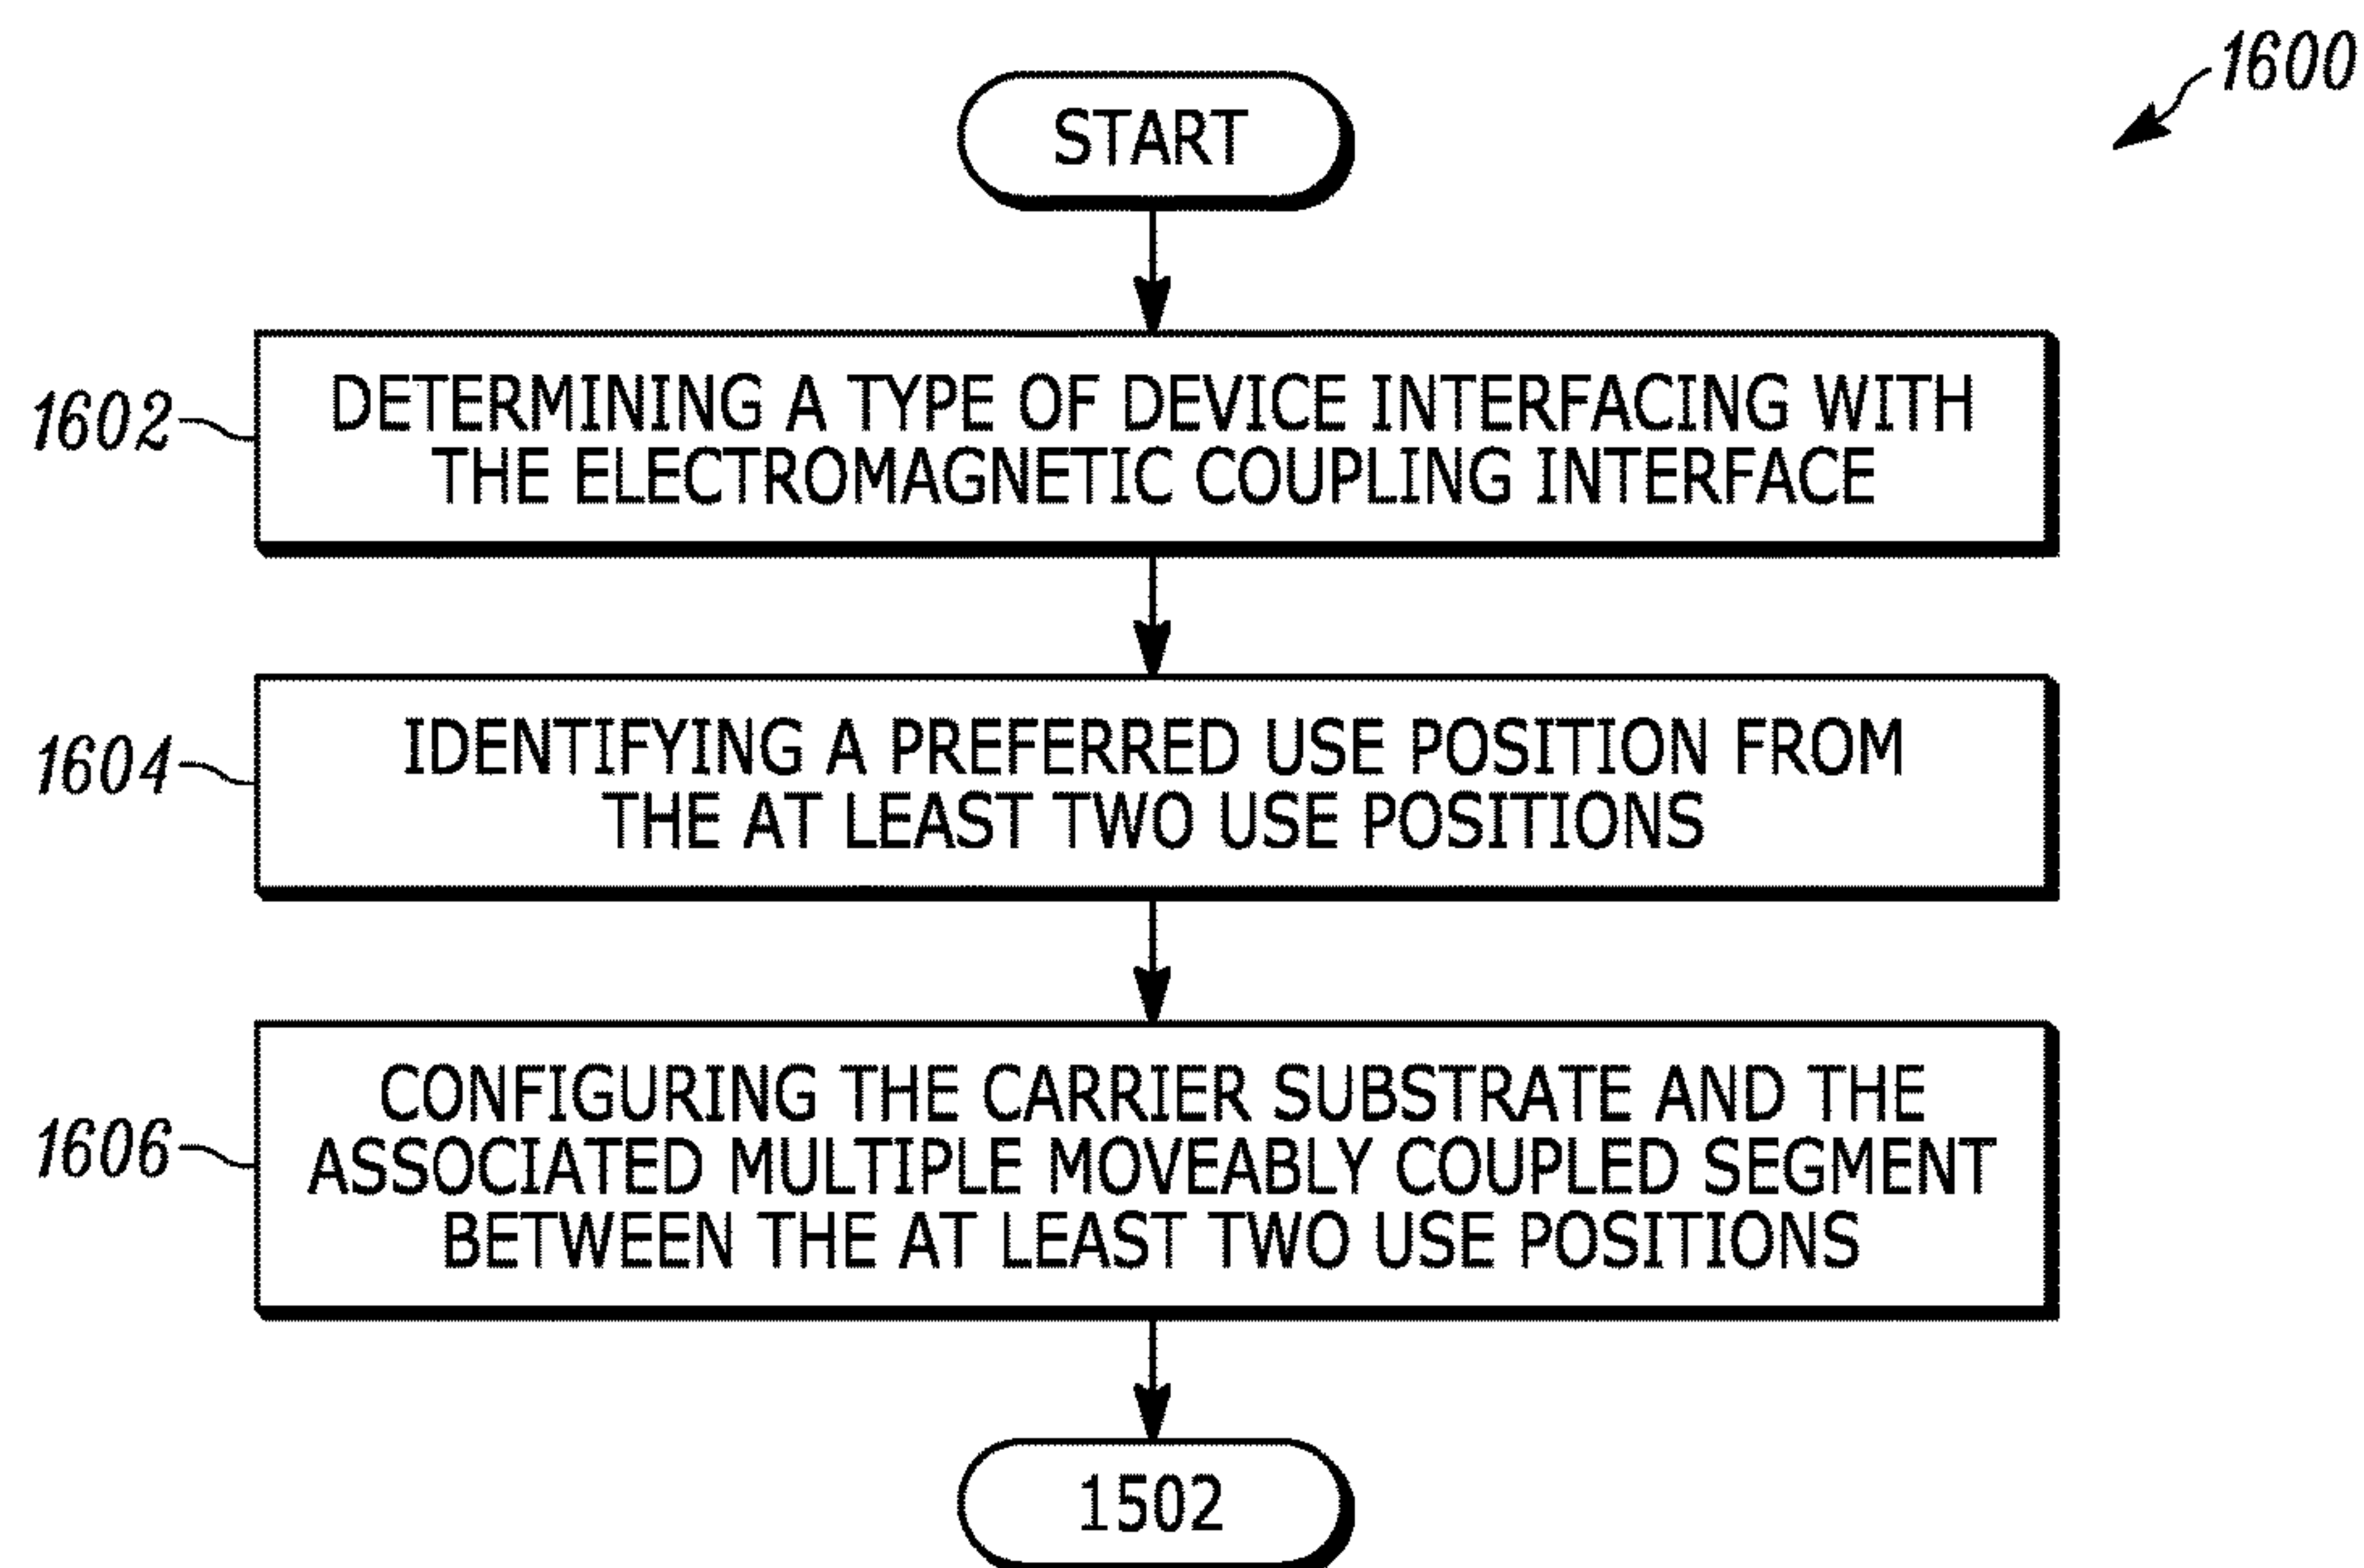 1600
START
1602
DETERMINING A TYPE OF DEVICE INTERFACING WITH
THE ELECTROMAGNETIC COUPLING INTERFACE
1604
IDENTIFYING A PREFERRED USE POSITION FROM
THE AT LEAST TWO USE POSITIONS
1606
CONFIGURING THE CARRIER SUBSTRATE AND THE
ASSOCIATED MULTIPLE MOVEABLY COUPLED SEGMENT
BETWEEN THE AT LEAST TWO USE POSITIONS
1502